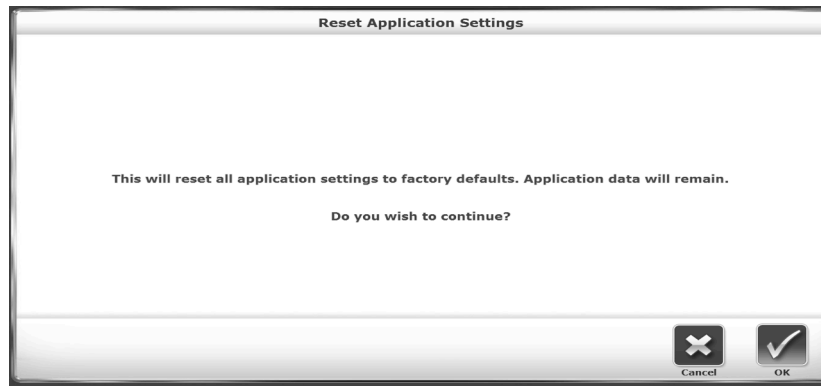 Reset Application Settings
This will reset all application settings to factory defaults. Application data will remain.
Do you wish to continue?
Cancel
OK